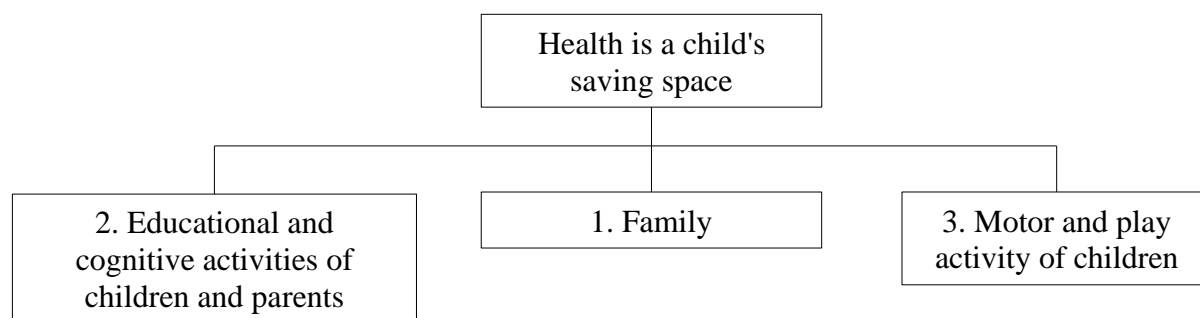 Health is a child's
saving space
2. Educational and
cognitive activities of
children and parents
1. Family
3. Motor and play
activity of children